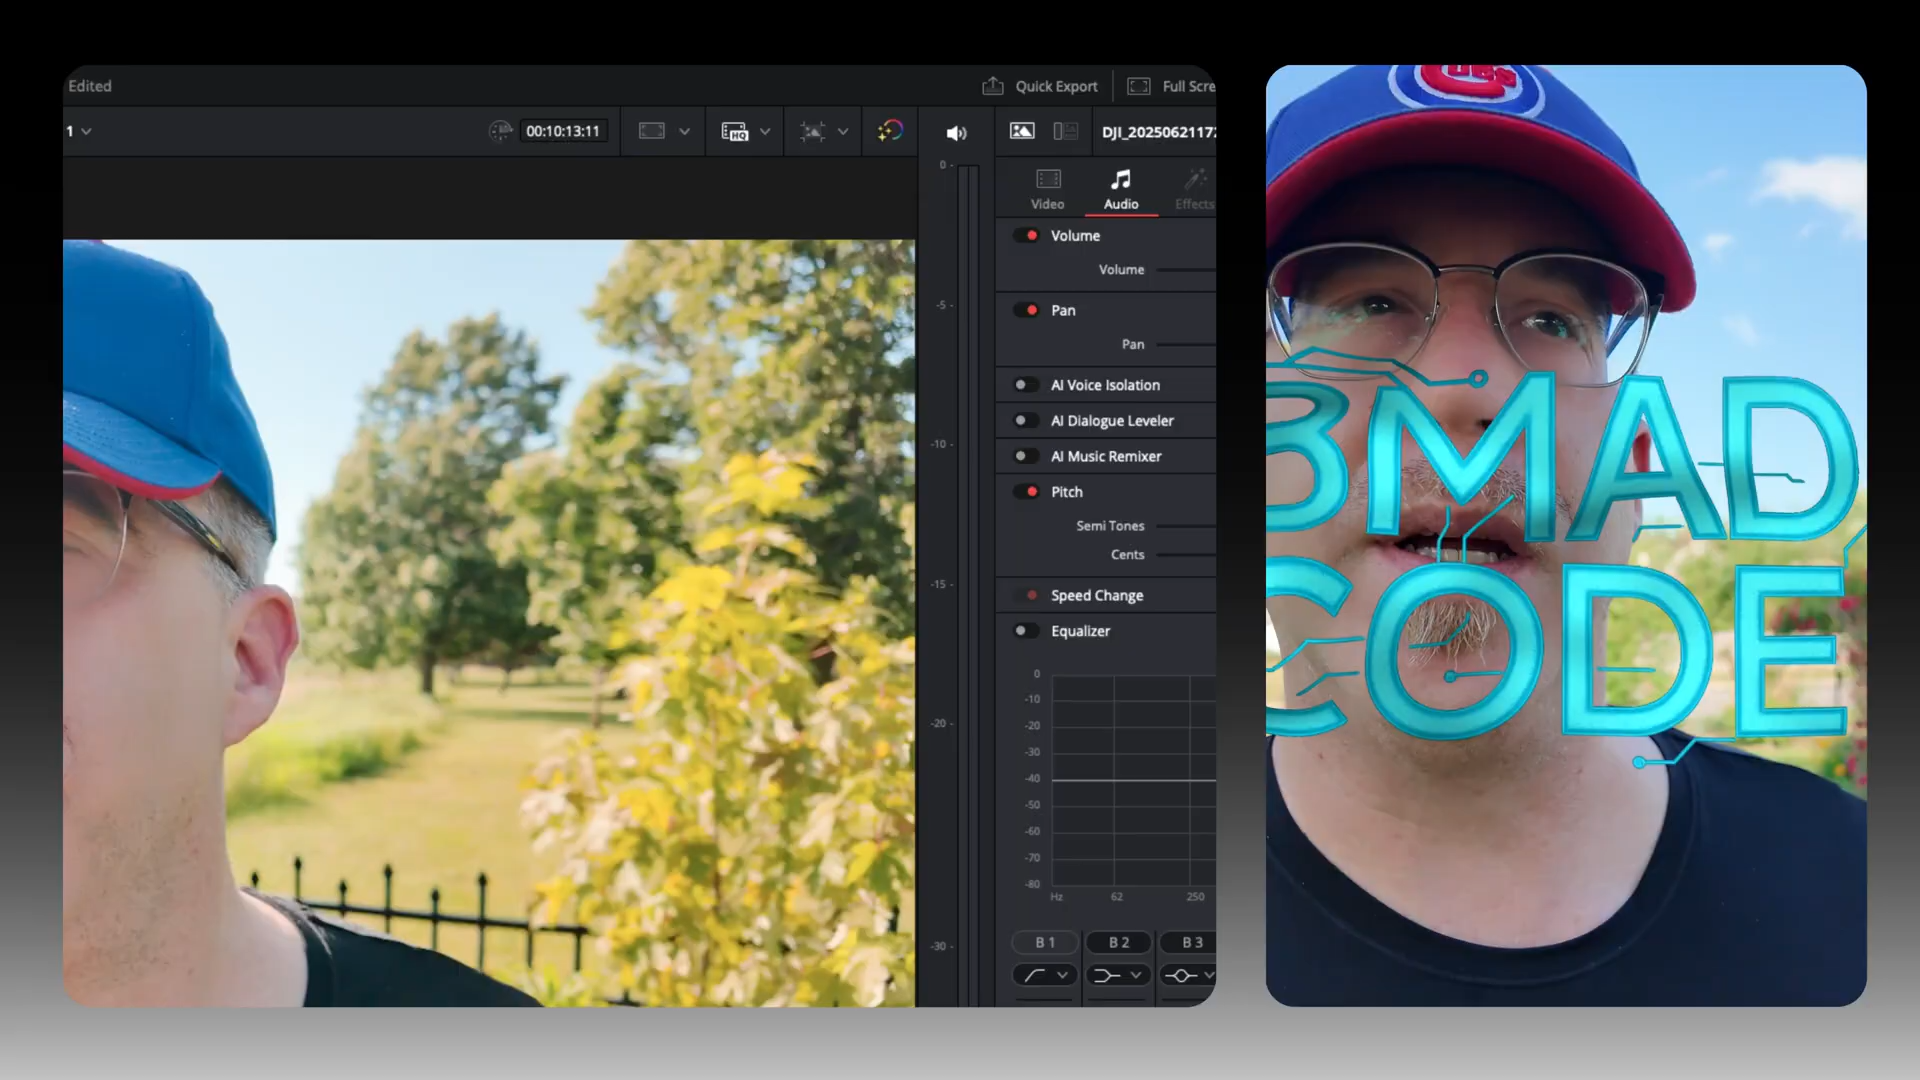 Edited
Quick Export
Full Scre
1
00:10:13:11
HQ
DJI_2025062117
Video
Audio
Effects
Volume
Volume
Pan
Pan
AI Voice Isolation
AI Dialogue Leveler
AI Music Remixer
Pitch
Semi Tones
Cents
Speed Change
Equalizer
0
-5
-10
-15
-20
-30
0
-10
-20
-30
-40
-50
-60
-70
-80
Hz 62 250
B 1 B 2 B 3
CUBS
BMAD
CODE